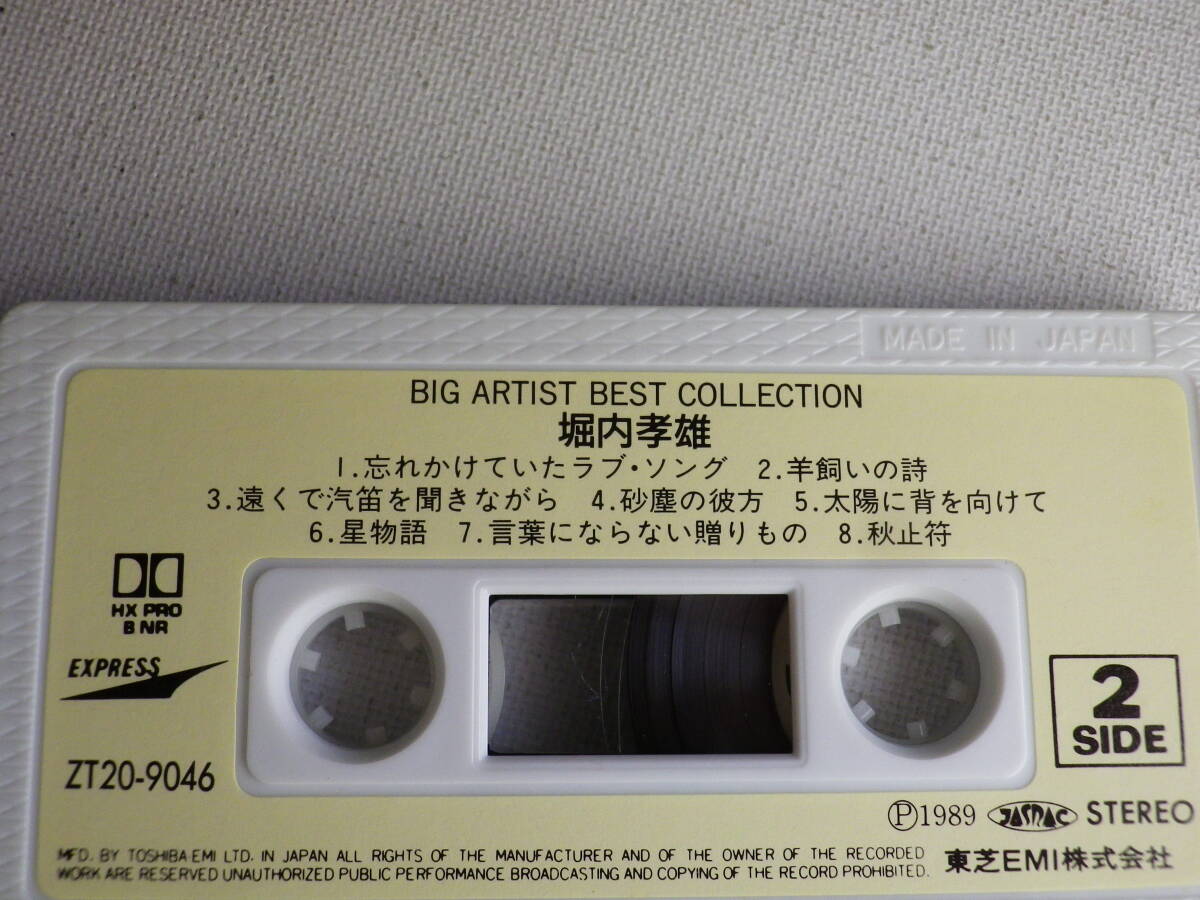 MADE IN JAPAN
BIG ARTIST BEST COLLECTION
堀内孝雄
1.忘れかけていたラブ・ソング 2.羊飼いの詩
3.遠くで汽笛を聞きながら 4.砂塵の彼方 5.太陽に背を向けて
6.星物語 7.言葉にならない贈りもの 8.秋止符
HX PRO
B NR
EXPRESS
2
SIDE
ZT20-9046
Ⓟ1989 JASRAC STEREO
MFD. BY TOSHIBA EMI LTD. IN JAPAN ALL RIGHTS OF THE MANUFACTURER AND OF THE OWNER OF THE RECORDED
WORK ARE RESERVED UNAUTHORIZED PUBLIC PERFORMANCE BROADCASTING AND COPYING OF THE RECORD PROHIBITED.
東芝EMI株式会社